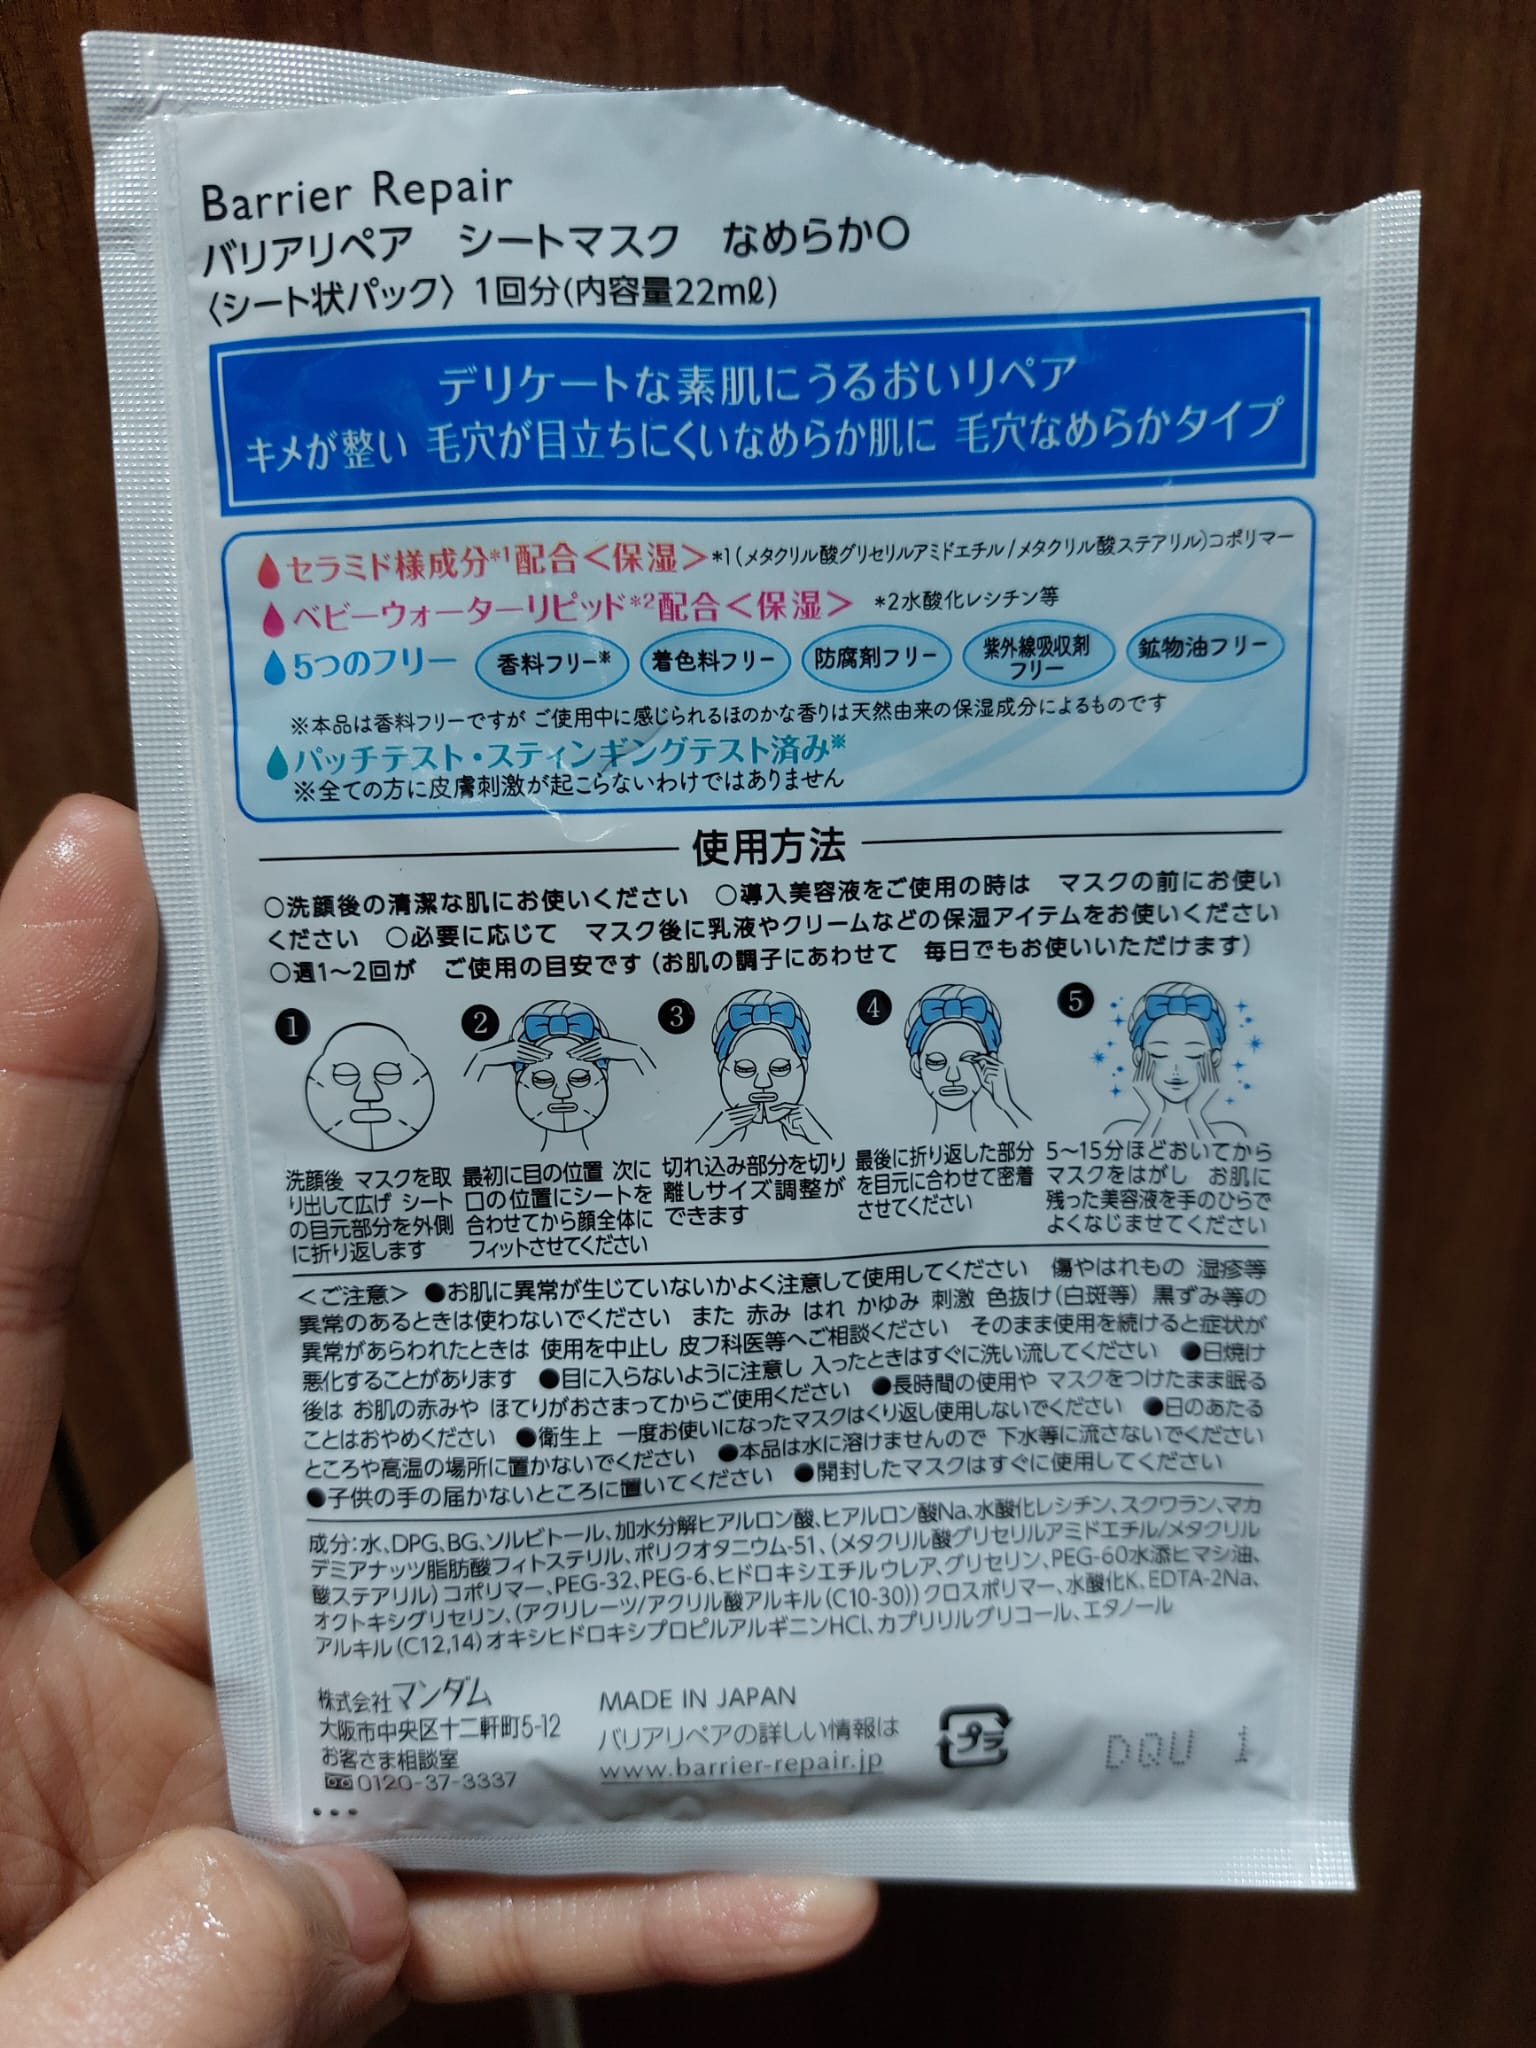 Barrier Repair
バリアリペア シートマスク なめらかO
〈シート状パック〉1回分(内容量22mℓ)
デリケートな素肌にうるおいリペア
キメが整い 毛穴が目立ちにくいなめらか肌に 毛穴なめらかタイプ
セラミド様成分*1配合＜保湿＞*1(メタクリル酸グリセリルアミドエチル/メタクリル酸ステアリル)コポリマー
ベビーウォーターリピッド*2配合＜保湿＞ *2水酸化レシチン等
5つのフリー 香料フリー※ 着色料フリー 防腐剤フリー 紫外線吸収剤フリー 鉱物油フリー
※本品は香料フリーですが ご使用中に感じられるほのかな香りは天然由来の保湿成分によるものです
パッチテスト・スティンギングテスト済み※
※全ての方に皮膚刺激が起こらないわけではありません
使用方法
○洗顔後の清潔な肌にお使いください ○導入美容液をご使用の時は マスクの前にお使い
ください ○必要に応じて マスク後に乳液やクリームなどの保湿アイテムをお使いください
○週1～2回が ご使用の目安です(お肌の調子にあわせて 毎日でもお使いいただけます)
1
洗顔後 マスクを取
り出して広げ シート
の目元部分を外側
に折り返します
2
最初に目の位置 次に
口の位置にシートを
合わせてから顔全体に
フィットさせてください
3
切れ込み部分を切り
離しサイズ調整が
できます
4
最後に折り返した部分
を目元に合わせて密着
させてください
5
5～15分ほどおいてから
マスクをはがし お肌に
残った美容液を手のひらで
よくなじませてください
＜ご注意＞ ●お肌に異常が生じていないかよく注意して使用してください 傷やはれもの 湿疹等
異常のあるときは使わないでください また 赤み はれ かゆみ 刺激 色抜け(白斑等) 黒ずみ等の
異常があらわれたときは 使用を中止し 皮フ科医等へご相談ください そのまま使用を続けると症状が
悪化することがあります ●目に入らないように注意し 入ったときはすぐに洗い流してください ●日焼け
後は お肌の赤みや ほてりがおさまってからご使用ください ●長時間の使用や マスクをつけたまま眠る
ことはおやめください ●衛生上 一度お使いになったマスクはくり返し使用しないでください ●日のあたる
ところや高温の場所に置かないでください ●本品は水に溶けませんので 下水等に流さないでください
●子供の手の届かないところに置いてください ●開封したマスクはすぐに使用してください
成分:水、DPG、BG、ソルビトール、加水分解ヒアルロン酸、ヒアルロン酸Na、水酸化レシチン、スクワラン、マカ
デミアナッツ脂肪酸フィトステリル、ポリクオタニウム-51、(メタクリル酸グリセリルアミドエチル/メタクリル
酸ステアリル)コポリマー、PEG-32、PEG-6、ヒドロキシエチルウレア、グリセリン、PEG-60水添ヒマシ油、
オクトキシグリセリン、(アクリレーツ/アクリル酸アルキル(C10-30))クロスポリマー、水酸化K、EDTA-2Na、
アルキル(C12,14)オキシヒドロキシプロピルアルギニンHCl、カプリリルグリコール、エタノール
株式会社マンダム
大阪市中央区十二軒町5-12
お客さま相談室
0120-37-3337
MADE IN JAPAN
バリアリペアの詳しい情報は
www.barrier-repair.jp
プラ
DQU 1